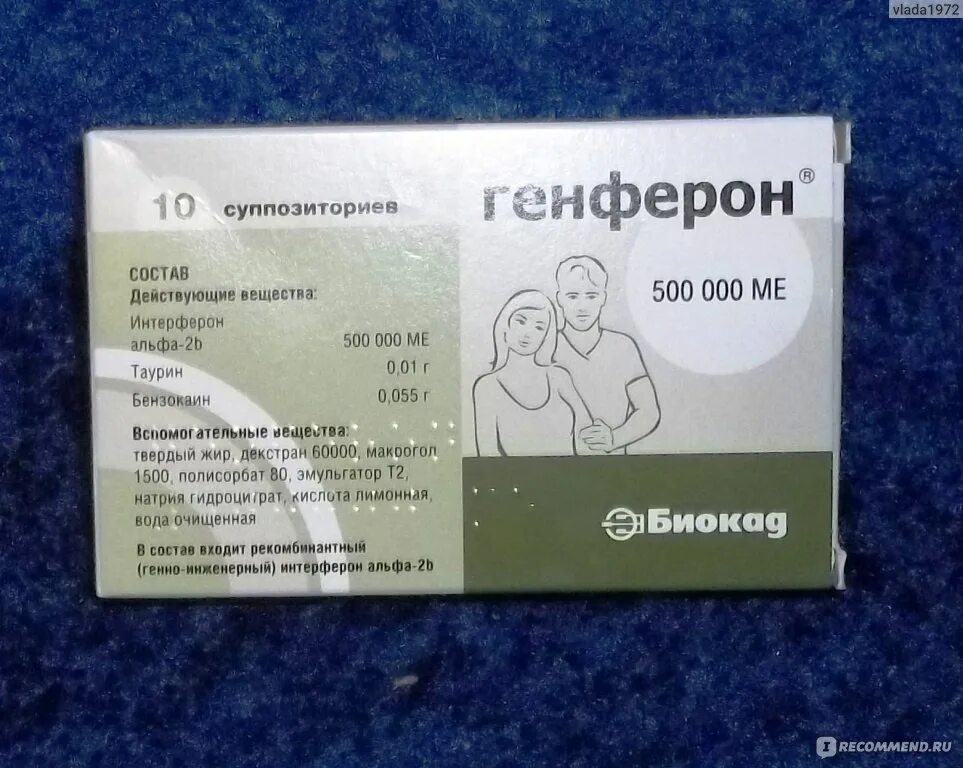 vlada1972
10 суппозиториев
СОСТАВ
Действующие вещества:
Интерферон
альфа-2b 500 000 МЕ
Таурин 0,01 г
Бензокаин 0,055 г
Вспомогательные вещества:
твердый жир, декстран 60000, макрогол
1500, полисорбат 80, эмульгатор Т2,
натрия гидроцитрат, кислота лимонная,
вода очищенная
В состав входит рекомбинантный
(генно-инженерный) интерферон альфа-2b
генферон®
500 000 МЕ
Биокад
IRECOMMEND.RU